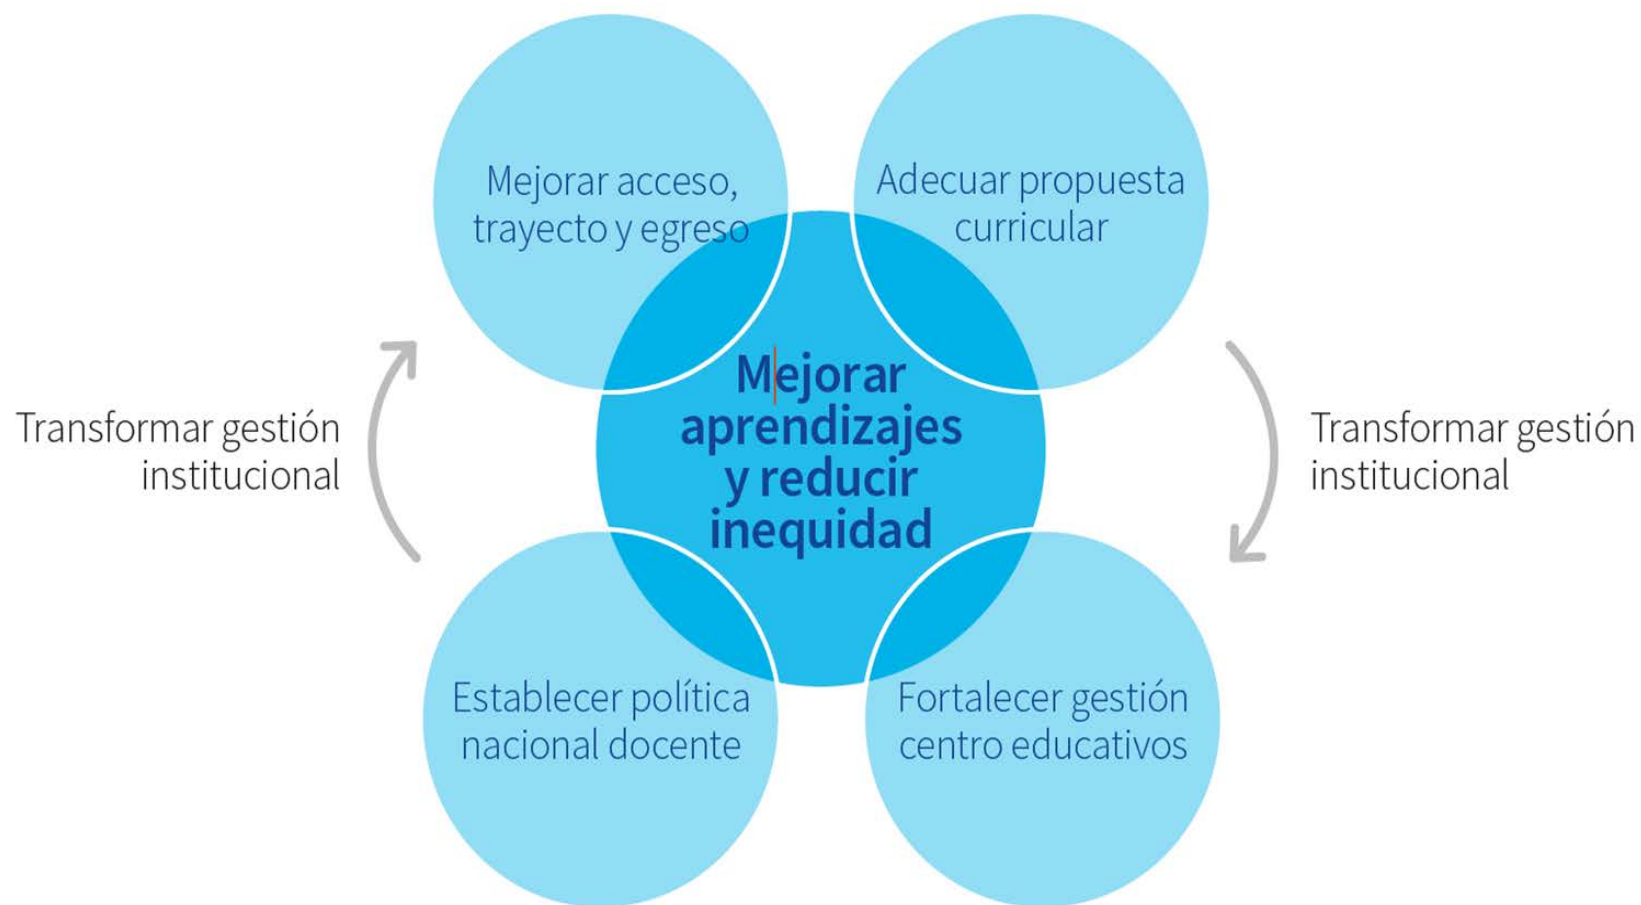 Mejorar acceso,
trayecto y egreso
Adecuar propuesta
curricular
Transformar gestión
institucional
Mejorar
aprendizajes
y reducir
inequidad
Transformar gestión
institucional
Establecer política
nacional docente
Fortalecer gestión
centro educativos